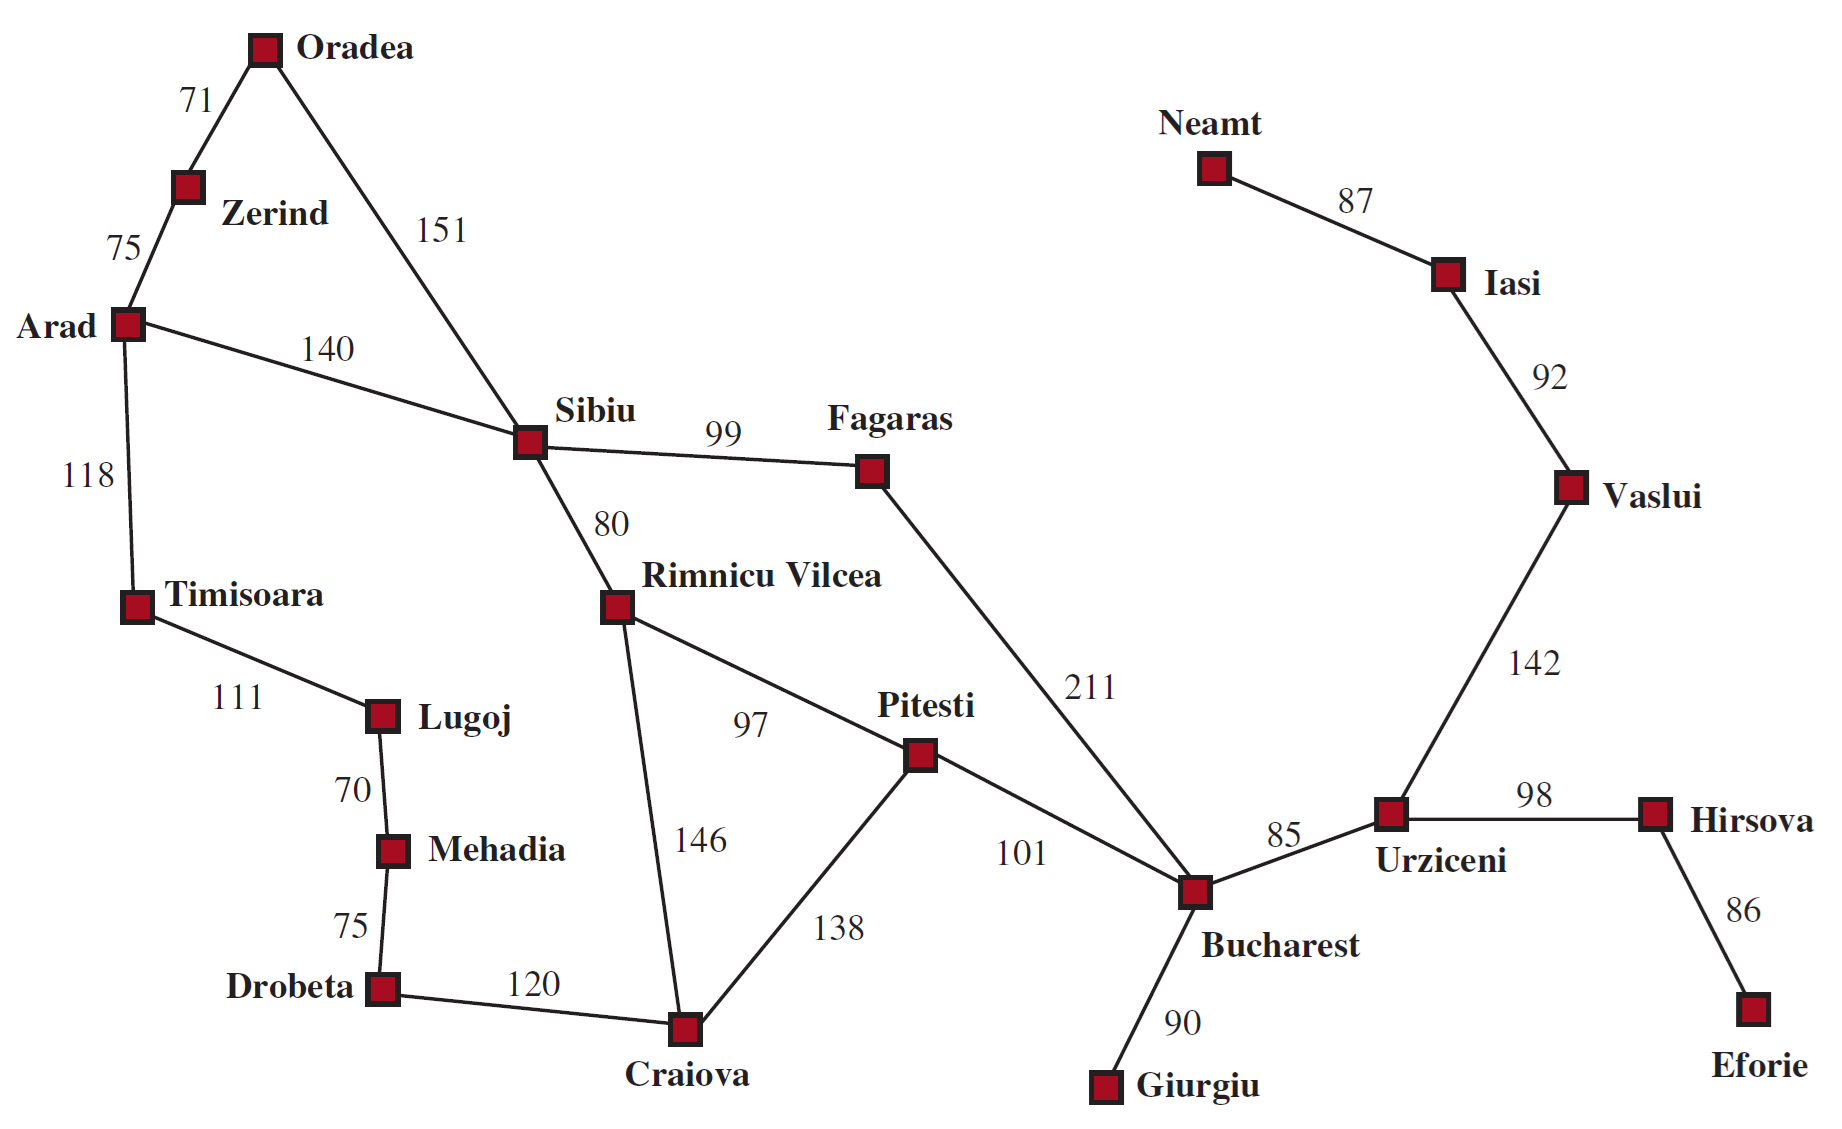 Oradea
71
Neamt
87
Zerind
151
75
Iasi
Arad
140
92
Sibiu
Fagaras
99
118
Vaslui
80
Rimnicu Vilcea
Timisoara
142
211
111
Lugoj
97
Pitesti
70
98
Hirsova
85
146
Mehadia
101
Urziceni
75
138
86
Bucharest
Drobeta
120
90
Craiova
Giurgiu
Eforie